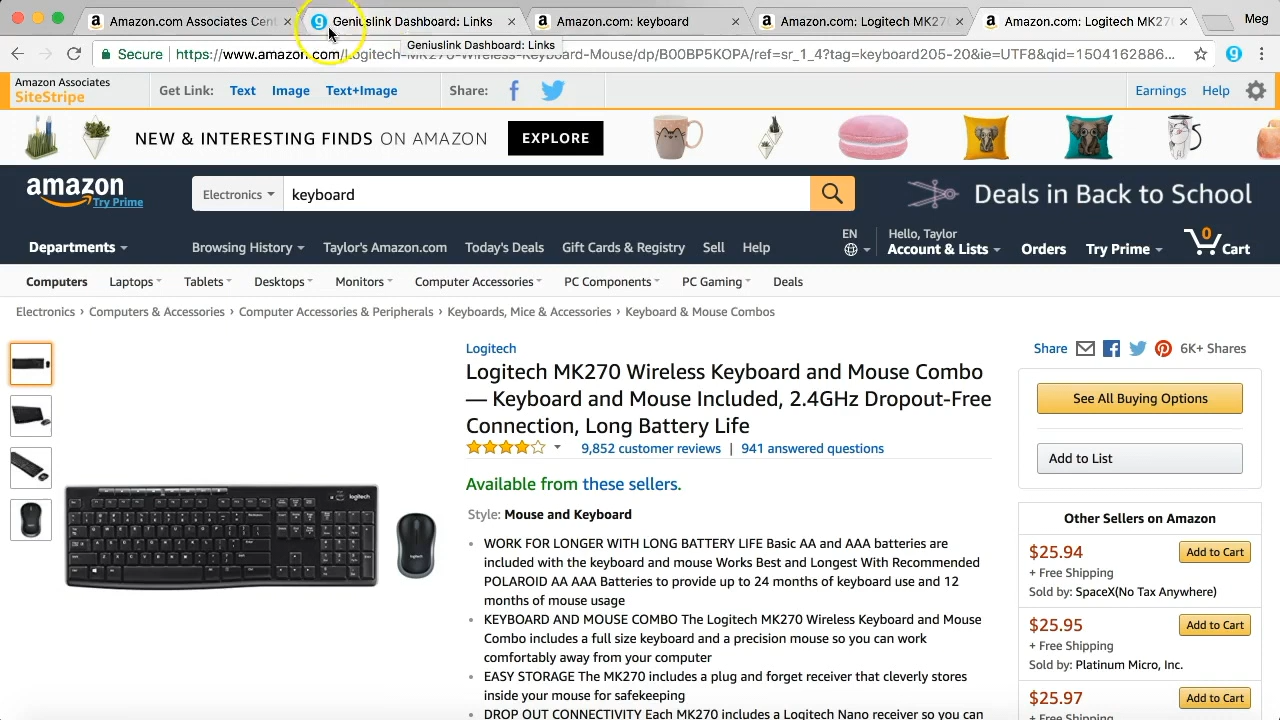 Amazon.com Associates Cent
Geniuslink Dashboard: Links
Amazon.com: keyboard
Amazon.com: Logitech MK27
Amazon.com: Logitech MK27
Meg
Geniuslink Dashboard: Links
Secure | https://www.amazon.com/Logitech-MK270-Wireless-Keyboard-Mouse/dp/B00BP5KOPA/ref=sr_1_4?tag=keyboard205-20&ie=UTF8&qid=1504162886...
Amazon Associates
SiteStripe
Get Link: Text Image Text+Image
Share:
Earnings Help
NEW & INTERESTING FINDS ON AMAZON EXPLORE
amazon
Try Prime
Electronics keyboard
Deals in Back to School
Departments
Browsing History Taylor's Amazon.com Today's Deals Gift Cards & Registry Sell Help
EN
Hello, Taylor
Account & Lists
Orders
Try Prime
0
Cart
Computers Laptops Tablets Desktops Monitors Computer Accessories PC Components PC Gaming Deals
Electronics › Computers & Accessories › Computer Accessories & Peripherals › Keyboards, Mice & Accessories › Keyboard & Mouse Combos
Logitech
Logitech MK270 Wireless Keyboard and Mouse Combo
— Keyboard and Mouse Included, 2.4GHz Dropout-Free
Connection, Long Battery Life
9,852 customer reviews | 941 answered questions
Available from these sellers.
Style: Mouse and Keyboard
• WORK FOR LONGER WITH LONG BATTERY LIFE Basic AA and AAA batteries are
included with the keyboard and mouse Works Best and Longest With Recommended
POLAROID AA AAA Batteries to provide up to 24 months of keyboard use and 12
months of mouse usage
• KEYBOARD AND MOUSE COMBO The Logitech MK270 Wireless Keyboard and Mouse
Combo includes a full size keyboard and a precision mouse so you can work
comfortably away from your computer
• EASY STORAGE The MK270 includes a plug and forget receiver that cleverly stores
inside your mouse for safekeeping
• DROP OUT CONNECTIVITY Each MK270 includes a Logitech Nano receiver so you can
logitech
logitech
Share 6K+ Shares
See All Buying Options
Add to List
Other Sellers on Amazon
$25.94 Add to Cart
+ Free Shipping
Sold by: SpaceX(No Tax Anywhere)
$25.95 Add to Cart
+ Free Shipping
Sold by: Platinum Micro, Inc.
$25.97 Add to Cart
+ Free Shipping